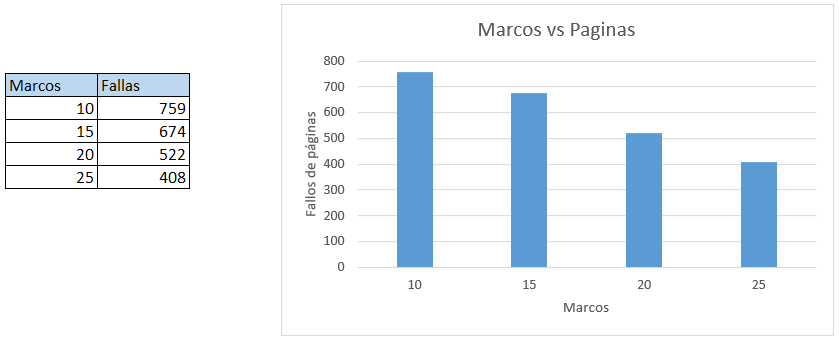 Marcos Fallas
10 759
15 674
20 522
25 408
Marcos vs Paginas
Fallos de páginas
800
700
600
500
400
300
200
100
0
10 15 20 25
Marcos